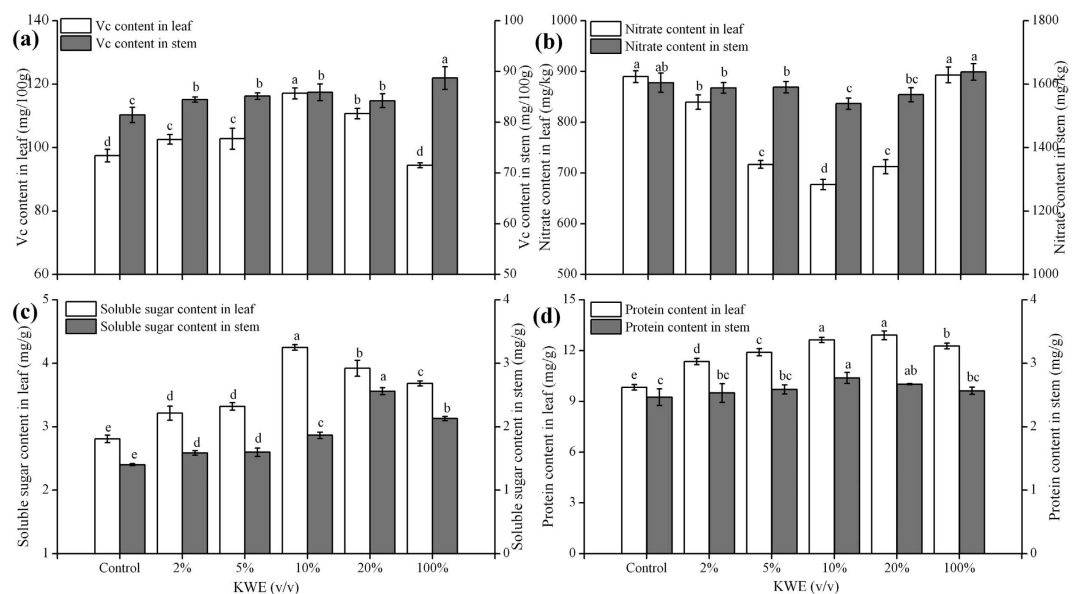 (a)
Vc content in leaf
Vc content in stem
Vc content in leaf (mg/100g)
140
120
100
80
60
d
c
c
b
c
b
a
b
b
b
d
a
100
90
80
70
60
50
Vc content in stem (mg/100g)
(b)
Nitrate content in leaf
Nitrate content in stem
Nitrate content in leaf (mg/kg)
1000
900
800
700
600
500
a
ab
b
b
c
b
d
c
c
bc
a
a
1800
1600
1400
1200
1000
Nitrate content in stem (mg/kg)
(c)
Soluble sugar content in leaf
Soluble sugar content in stem
Soluble sugar content in leaf (mg/g)
5
4
3
2
1
e
e
d
d
d
d
a
c
b
a
c
b
4
3
2
1
0
Soluble sugar content in stem (mg/g)
Control
2%
5%
10%
20%
100%
KWE (v/v)
(d)
Protein content in leaf
Protein content in stem
Protein content in leaf (mg/g)
15
12
9
6
3
0
e
c
d
bc
c
bc
a
a
a
ab
b
bc
4
3
2
1
0
Protein content in stem (mg/g)
Control
2%
5%
10%
20%
100%
KWE (v/v)